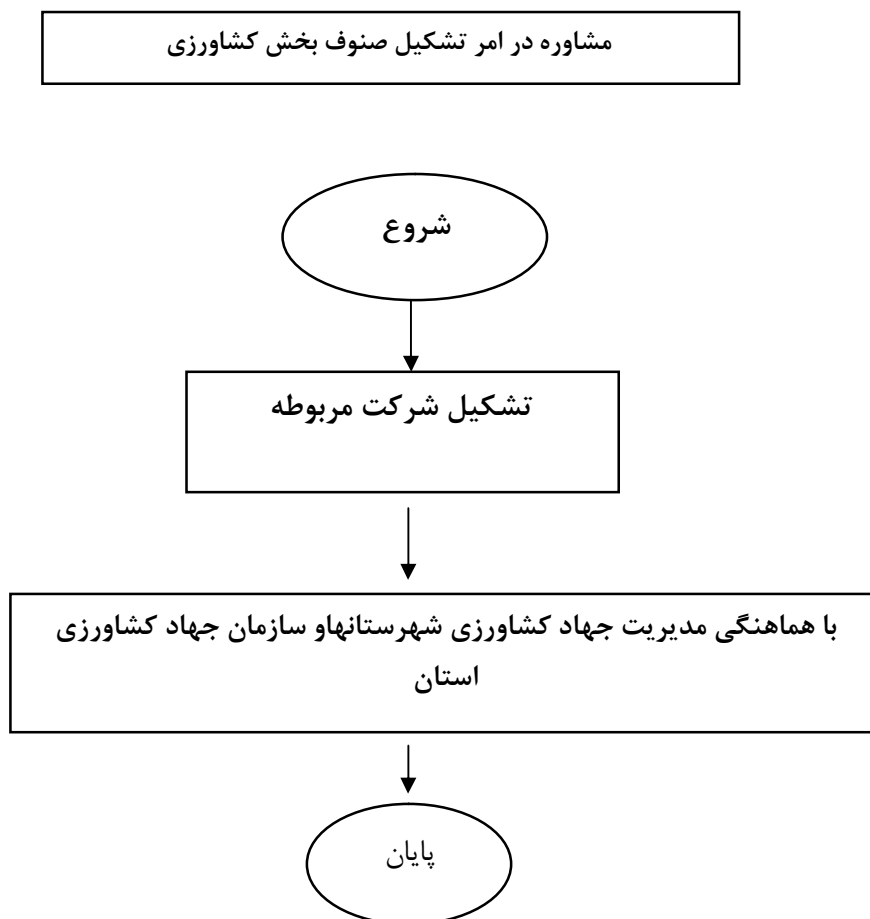 مشاوره در امر تشکیل صنوف بخش کشاورزی
شروع
تشکیل شرکت مربوطه
با هماهنگی مدیریت جهاد کشاورزی شهرستانهاو سازمان جهاد کشاورزی
استان
پایان